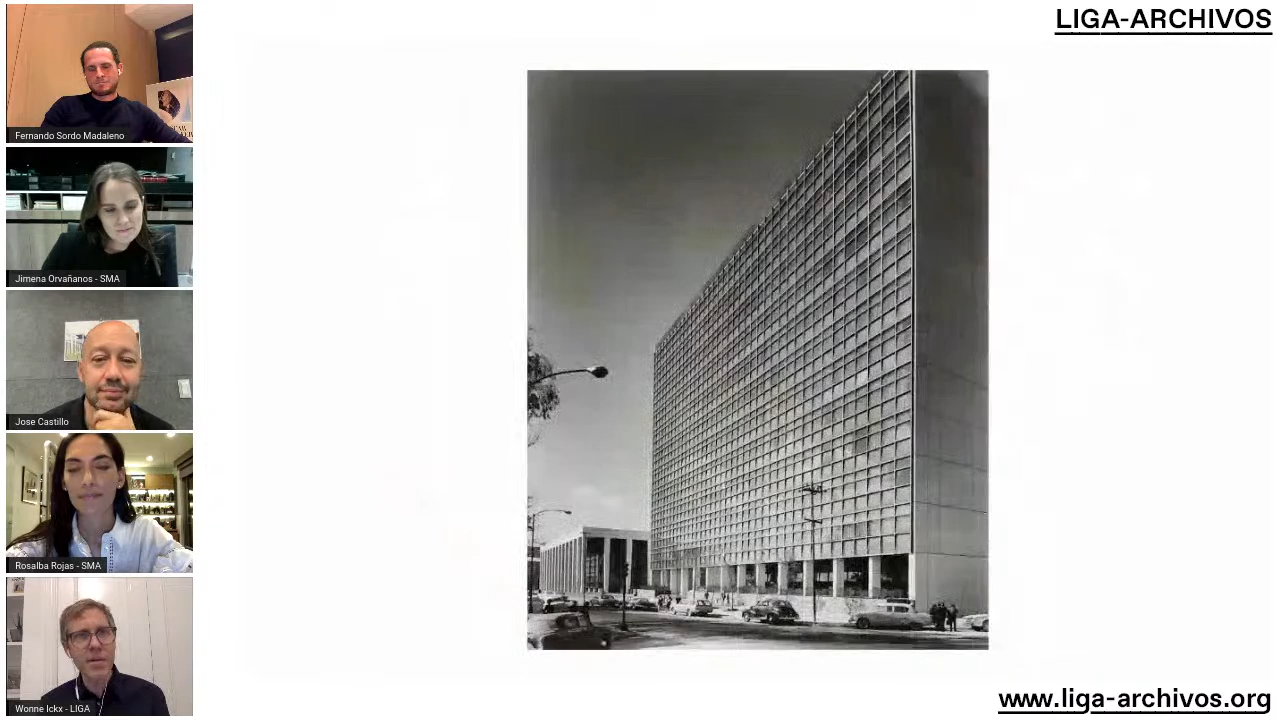 LIGA-ARCHIVOS
Fernando Sordo Madaleno
Jimena Orvañanos - SMA
Jose Castillo
Rosalba Rojas - SMA
Wonne Ickx - LIGA
www.liga-archivos.org